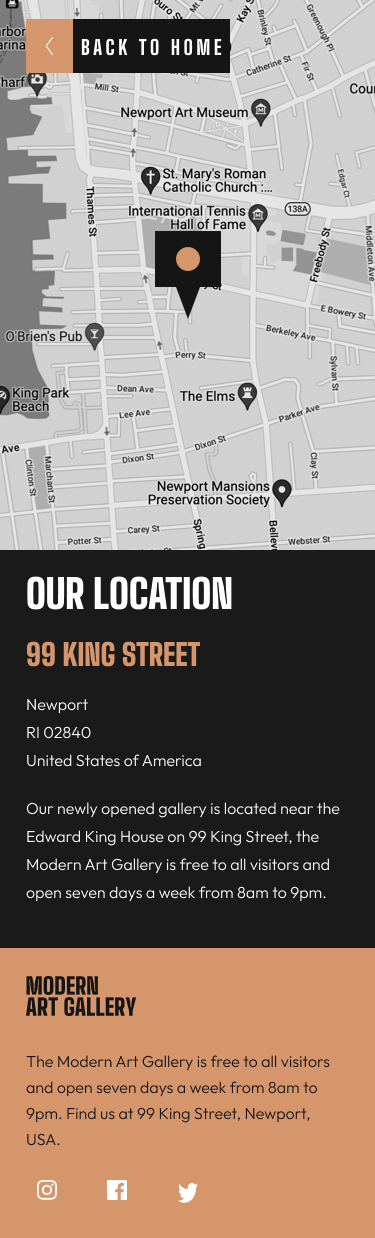 Kay S
Brinley St
Greenough Pl
BACK TO HOME
Catherine St
Fir St
Mill St
Newport Art Museum
Cour
St. Mary's Roman
Catholic Church :...
Edgar Ct
Thames St
International Tennis
Hall of Fame
138A
Freebody St
Middleton Ave
E Bowery St
Berkeley Ave
O'Brien's Pub
Perry St
Sylvan St
King Park
Beach
Dean Ave
The Elms
Lee Ave
Parker Ave
Dixon St
Ave
Dixon St
Clinton St
Marchant St
Clay St
Newport Mansions
Preservation Society
Carey St
Spring
Bellev
Potter St
Webster St
OUR LOCATION
99 KING STREET
Newport
RI 02840
United States of America
Our newly opened gallery is located near the
Edward King House on 99 King Street, the
Modern Art Gallery is free to all visitors and
open seven days a week from 8am to 9pm.
MODERN
ART GALLERY
The Modern Art Gallery is free to all visitors
and open seven days a week from 8am to
9pm. Find us at 99 King Street, Newport,
USA.